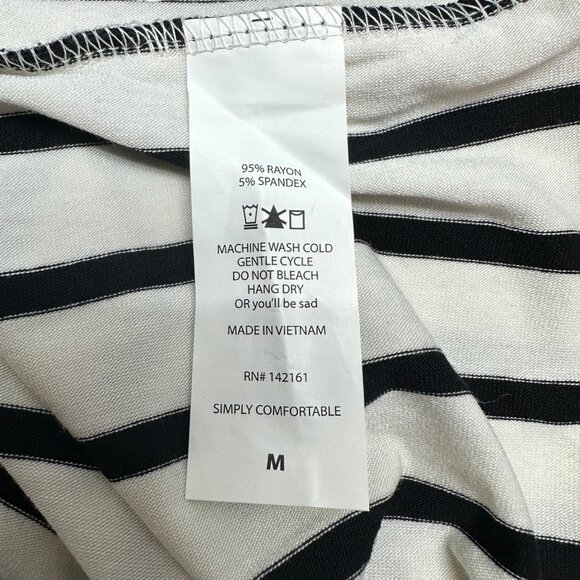 95% RAYON
5% SPANDEX
MACHINE WASH COLD
GENTLE CYCLE
DO NOT BLEACH
HANG DRY
OR you'll be sad
MADE IN VIETNAM
RN# 142161
SIMPLY COMFORTABLE
M